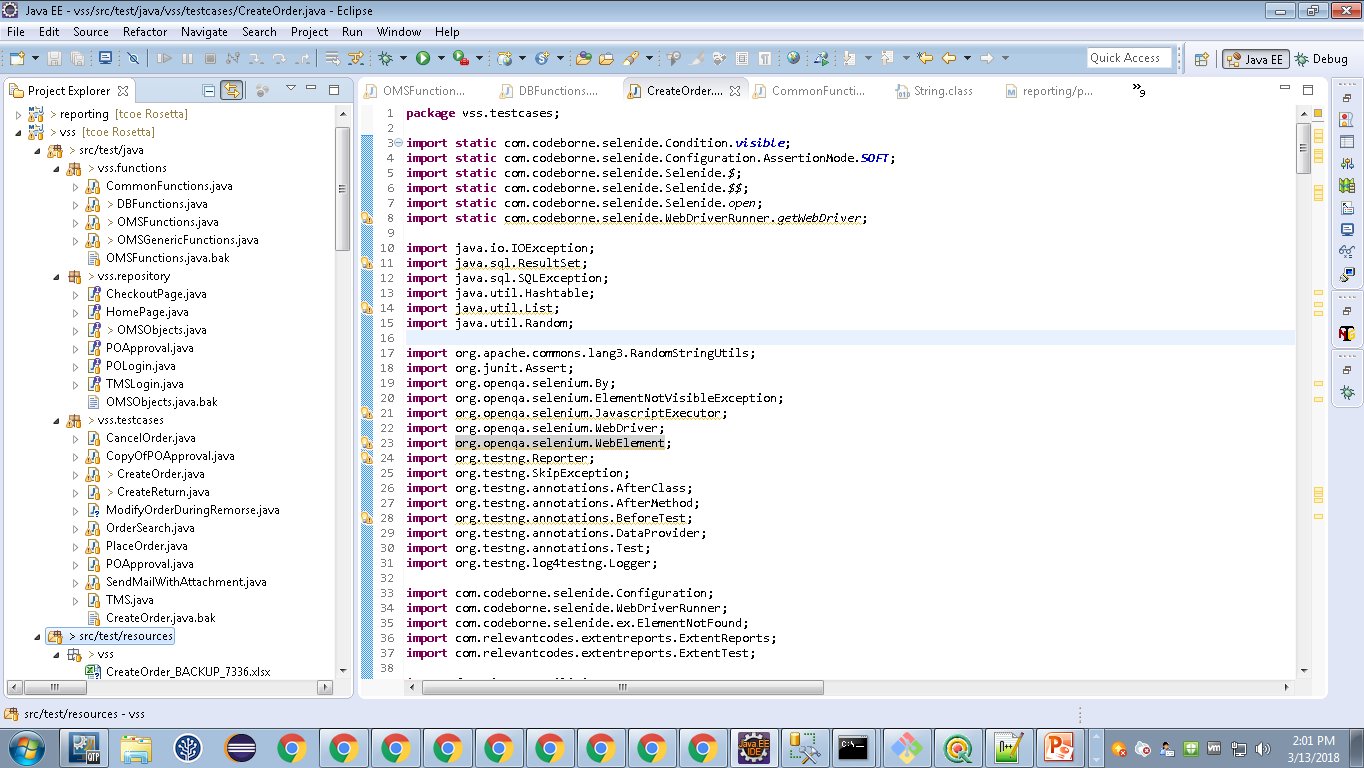 Java EE - vss/src/test/java/vss/testcases/CreateOrder.java - Eclipse
File Edit Source Refactor Navigate Search Project Run Window Help
Quick Access
Java EE
Debug
Project Explorer
OMSFunction...
DBFunctions....
CreateOrder....
CommonFuncti...
String.class
reporting/p...
»9
> reporting [tcoe Rosetta]
> vss [tcoe Rosetta]
> src/test/java
> vss.functions
CommonFunctions.java
> DBFunctions.java
> OMSFunctions.java
> OMSGenericFunctions.java
OMSFunctions.java.bak
> vss.repository
CheckoutPage.java
HomePage.java
> OMSObjects.java
POApproval.java
POLogin.java
TMSLogin.java
OMSObjects.java.bak
> vss.testcases
CancelOrder.java
CopyOfPOApproval.java
> CreateOrder.java
> CreateReturn.java
ModifyOrderDuringRemorse.java
OrderSearch.java
PlaceOrder.java
POApproval.java
SendMailWithAttachment.java
TMS.java
CreateOrder.java.bak
> src/test/resources
> vss
CreateOrder_BACKUP_7336.xlsx
1 package vss.testcases;
2
3 import static com.codeborne.selenide.Condition.visible;
4 import static com.codeborne.selenide.Configuration.AssertionMode.SOFT;
5 import static com.codeborne.selenide.Selenide.$;
6 import static com.codeborne.selenide.Selenide.$$;
7 import static com.codeborne.selenide.Selenide.open;
8 import static com.codeborne.selenide.WebDriverRunner.getWebDriver;
9
10 import java.io.IOException;
11 import java.sql.ResultSet;
12 import java.sql.SQLException;
13 import java.util.Hashtable;
14 import java.util.List;
15 import java.util.Random;
16
17 import org.apache.commons.lang3.RandomStringUtils;
18 import org.junit.Assert;
19 import org.openqa.selenium.By;
20 import org.openqa.selenium.ElementNotVisibleException;
21 import org.openqa.selenium.JavascriptExecutor;
22 import org.openqa.selenium.WebDriver;
23 import org.openqa.selenium.WebElement;
24 import org.testng.Reporter;
25 import org.testng.SkipException;
26 import org.testng.annotations.AfterClass;
27 import org.testng.annotations.AfterMethod;
28 import org.testng.annotations.BeforeTest;
29 import org.testng.annotations.DataProvider;
30 import org.testng.annotations.Test;
31 import org.testng.log4testng.Logger;
32
33 import com.codeborne.selenide.Configuration;
34 import com.codeborne.selenide.WebDriverRunner;
35 import com.codeborne.selenide.ex.ElementNotFound;
36 import com.relevantcodes.extentreports.ExtentReports;
37 import com.relevantcodes.extentreports.ExtentTest;
38
src/test/resources - vss
QTP
Java EE
IDE
C:\_
2:01 PM
3/13/2018